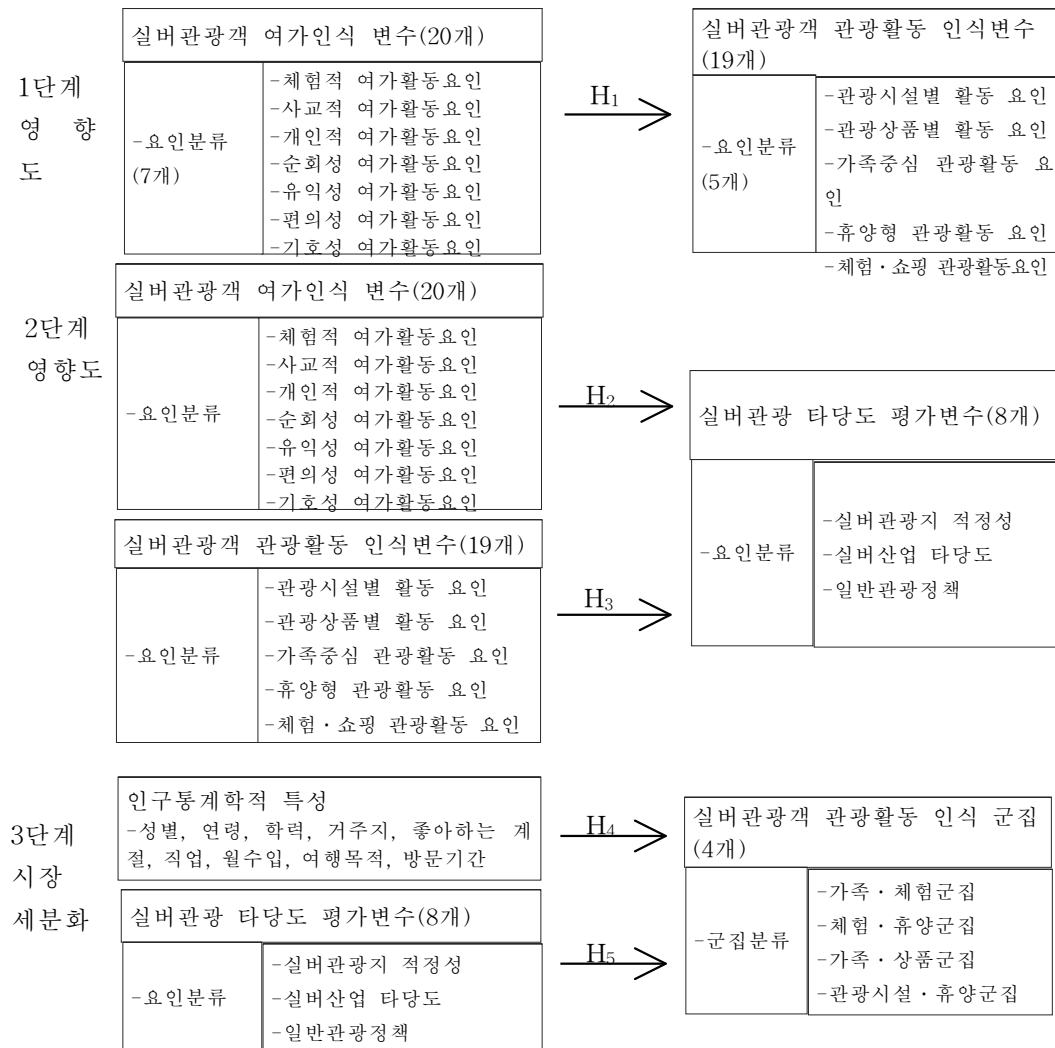 1단계
영 향
도
실버관광객 여가인식 변수(20개)
-요인분류
(7개)
-체험적 여가활동요인
-사교적 여가활동요인
-개인적 여가활동요인
-순회성 여가활동요인
-유익성 여가활동요인
-편의성 여가활동요인
-기호성 여가활동요인
H₁
실버관광객 관광활동 인식변수
(19개)
-요인분류
(5개)
-관광시설별 활동 요인
-관광상품별 활동 요인
-가족중심 관광활동 요
인
-휴양형 관광활동 요인
-체험·쇼핑 관광활동요인
2단계
영향도
실버관광객 여가인식 변수(20개)
-요인분류
-체험적 여가활동요인
-사교적 여가활동요인
-개인적 여가활동요인
-순회성 여가활동요인
-유익성 여가활동요인
-편의성 여가활동요인
-기호성 여가활동요인
H₂
실버관광객 관광활동 인식변수(19개)
-요인분류
-관광시설별 활동 요인
-관광상품별 활동 요인
-가족중심 관광활동 요인
-휴양형 관광활동 요인
-체험·쇼핑 관광활동 요인
H₃
실버관광 타당도 평가변수(8개)
-요인분류
-실버관광지 적정성
-실버산업 타당도
-일반관광정책
3단계
시장
세분화
인구통계학적 특성
-성별, 연령, 학력, 거주지, 좋아하는 계
절, 직업, 월수입, 여행목적, 방문기간
H₄
실버관광 타당도 평가변수(8개)
-요인분류
-실버관광지 적정성
-실버산업 타당도
-일반관광정책
H₅
실버관광객 관광활동 인식 군집
(4개)
-군집분류
-가족·체험군집
-체험·휴양군집
-가족·상품군집
-관광시설·휴양군집